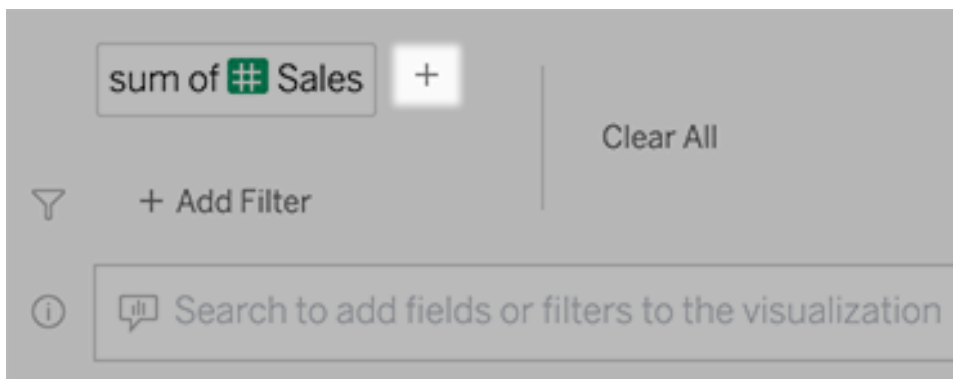 sum of # Sales +
Clear All
+ Add Filter
Search to add fields or filters to the visualization